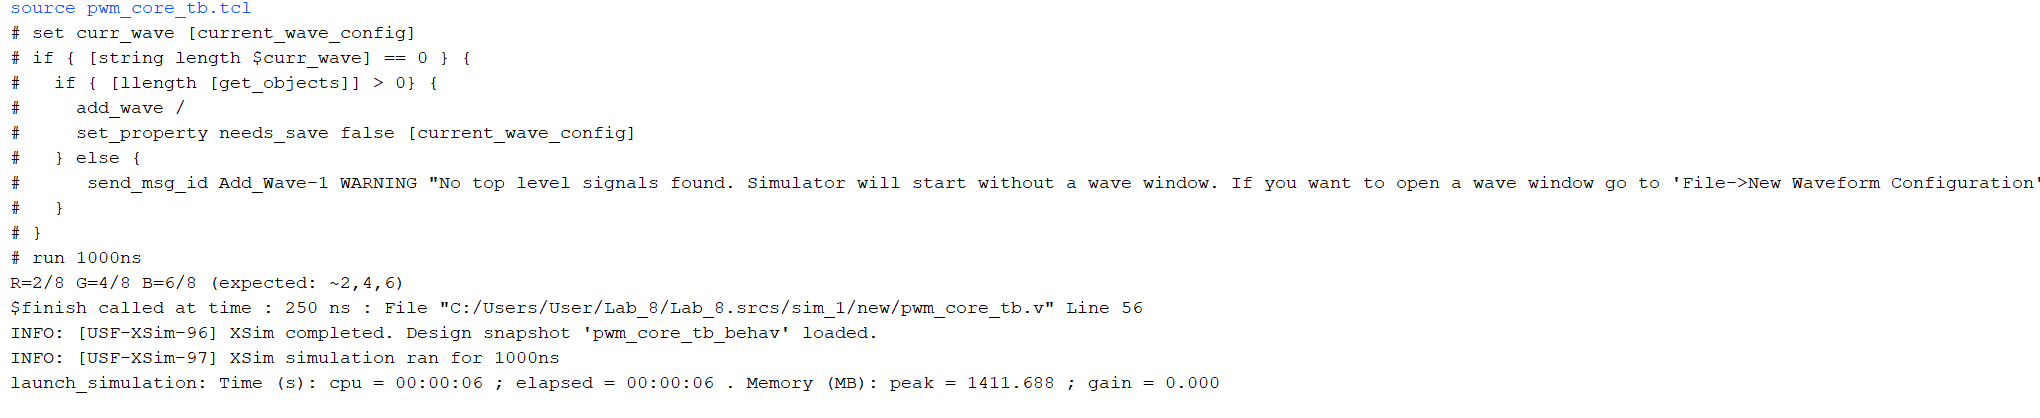 source pwm_core_tb.tcl
# set curr_wave [current_wave_config]
# if { [string length $curr_wave] == 0 } {
#   if { [llength [get_objects]] > 0} {
#     add_wave /
#     set_property needs_save false [current_wave_config]
#   } else {
#      send_msg_id Add_Wave-1 WARNING "No top level signals found. Simulator will start without a wave window. If you want to open a wave window go to 'File->New Waveform Configuration'
#   }
# }
# run 1000ns
R=2/8 G=4/8 B=6/8 (expected: ~2,4,6)
$finish called at time : 250 ns : File "C:/Users/User/Lab_8/Lab_8.srcs/sim_1/new/pwm_core_tb.v" Line 56
INFO: [USF-XSim-96] XSim completed. Design snapshot 'pwm_core_tb_behav' loaded.
INFO: [USF-XSim-97] XSim simulation ran for 1000ns
launch_simulation: Time (s): cpu = 00:00:06 ; elapsed = 00:00:06 . Memory (MB): peak = 1411.688 ; gain = 0.000